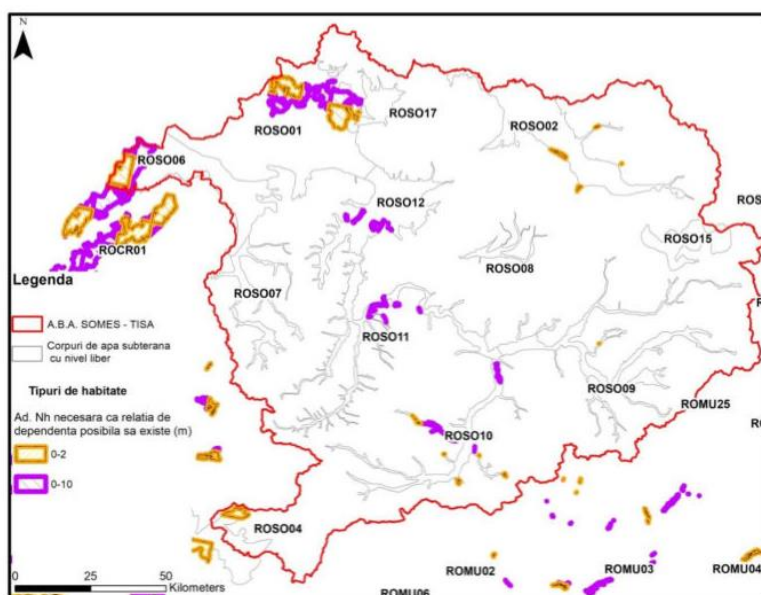 N
ROSO17
ROSO01
ROSO02
ROSO06
ROSO12
ROSO15
ROCR01
ROSO08
Legenda
ROSO07
A.B.A. SOMES - TISA
Corpuri de apa subterana
cu nivel liber
ROSO11
Tipuri de habitate
ROSO09
ROMU25
Ad. Nh necesara ca relatia de
dependenta posibila sa existe (m)
ROSO10
0-2
0-10
ROSO04
0 25 50
Kilometers
ROMU02
ROMU03
ROMU04
ROMU06